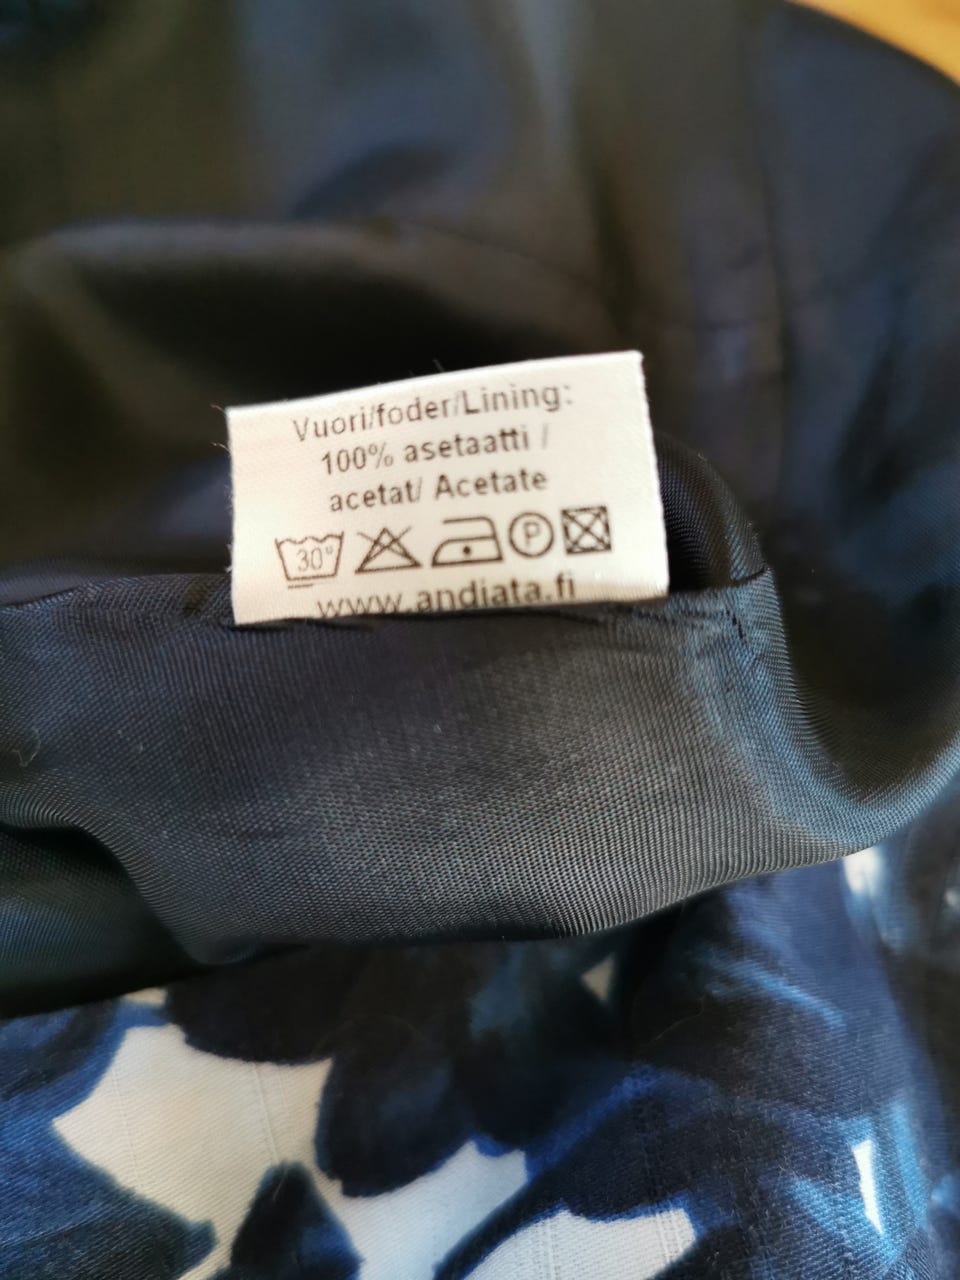 Vuori/foder/Lining:
100% asetaatti /
acetat/ Acetate
30° P
www.andiata.fi